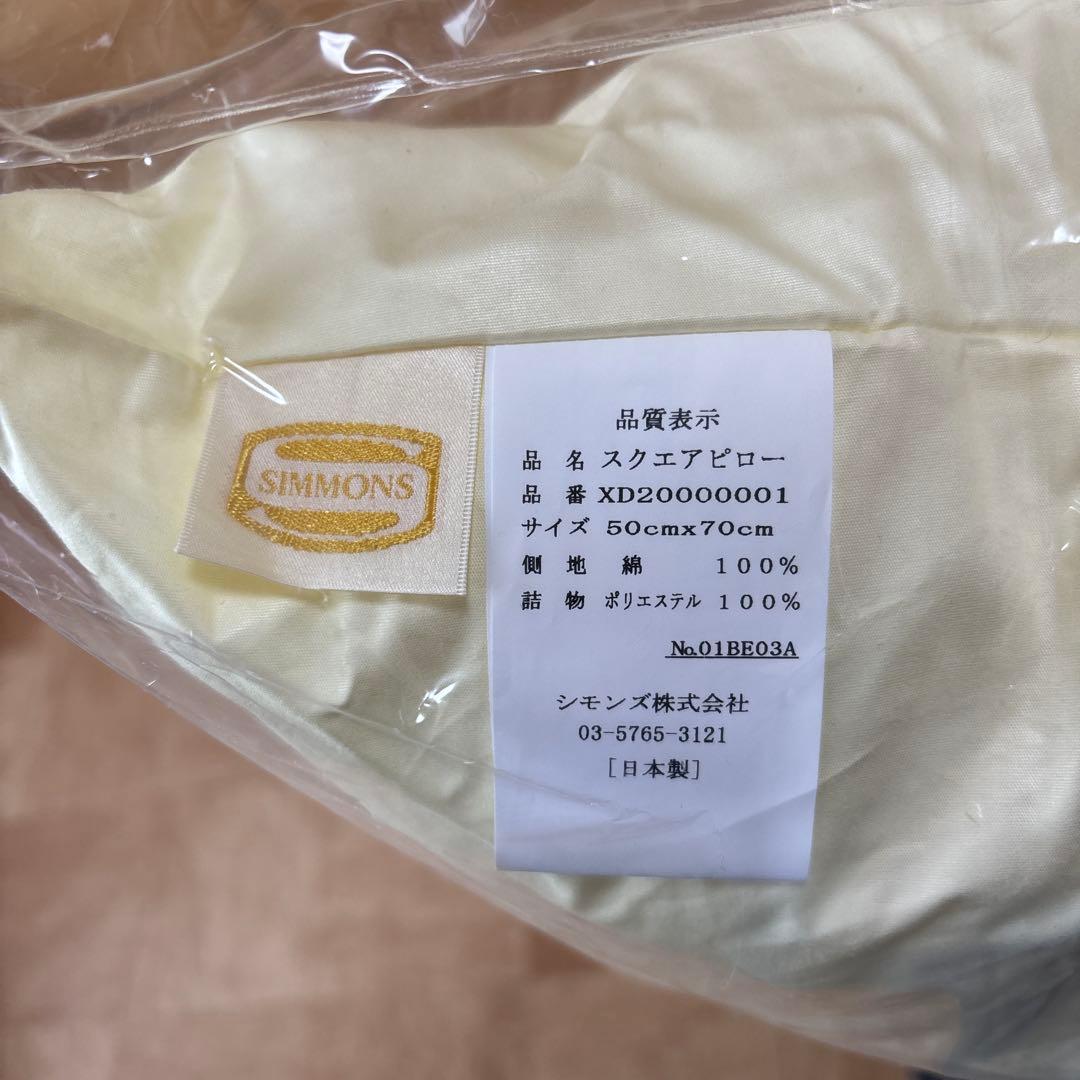 SIMMONS
品質表示
品 名 スクエアピロー
品 番 XD20000001
サイズ 50cmx70cm
側 地 綿 100%
詰 物 ポリエステル 100%
No.01BE03A
シモンズ株式会社
03-5765-3121
[日本製]